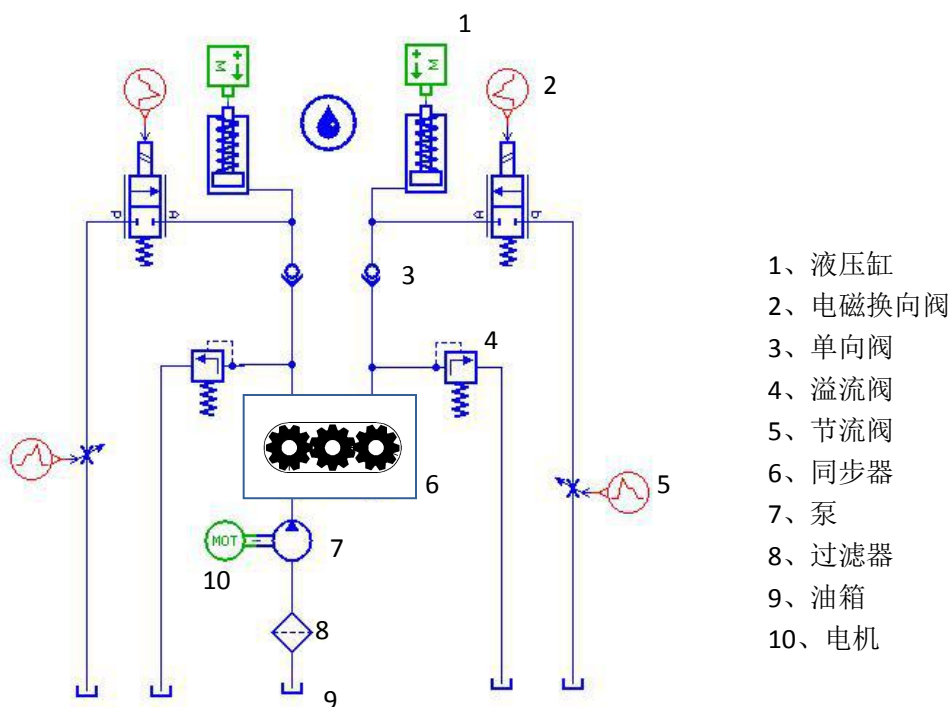 1
2
3
4
5
6
7
MOT
10
8
9
1、液压缸
2、电磁换向阀
3、单向阀
4、溢流阀
5、节流阀
6、同步器
7、泵
8、过滤器
9、油箱
10、电机